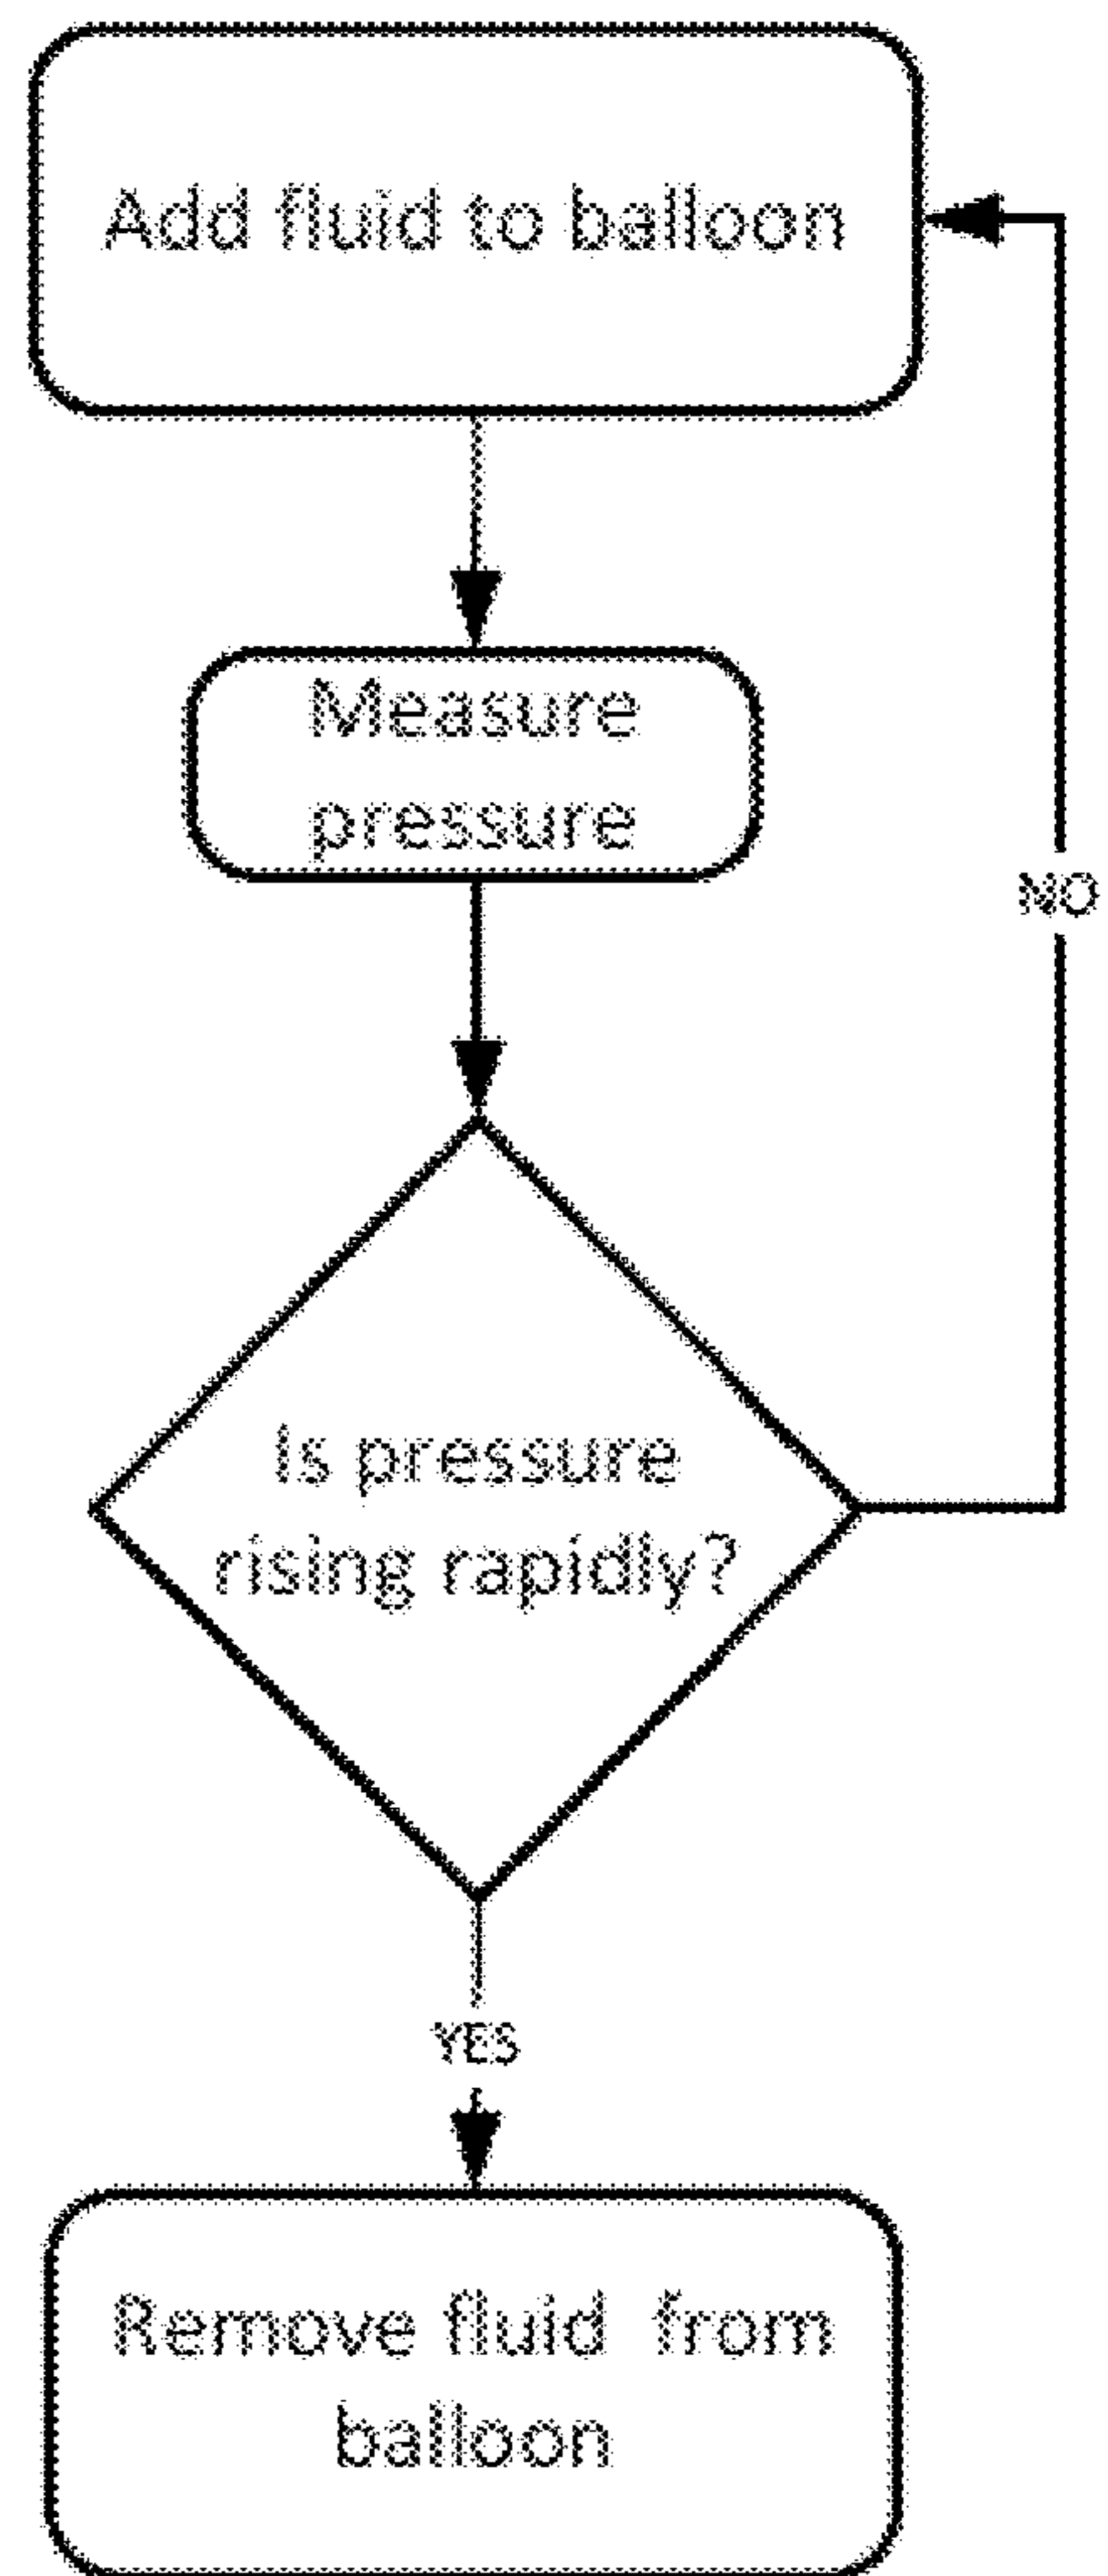 Add fluid to balloon
Measure
pressure
NO
Is pressure
rising rapidly?
YES
Remove fluid from
balloon